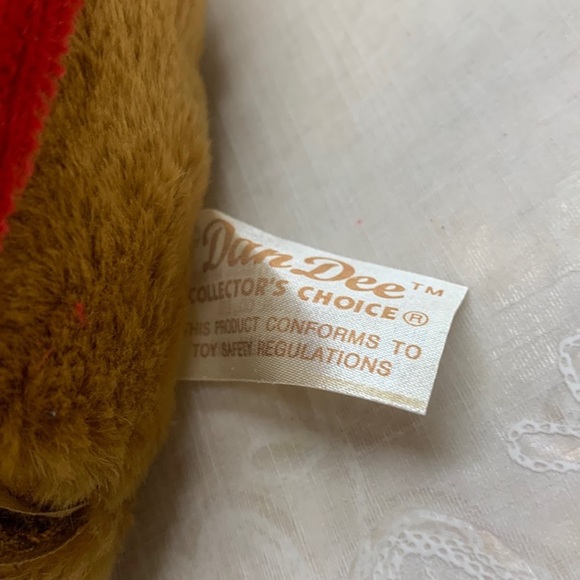 Dan Dee™
COLLECTOR'S CHOICE®
THIS PRODUCT CONFORMS TO
TOY SAFETY REGULATIONS